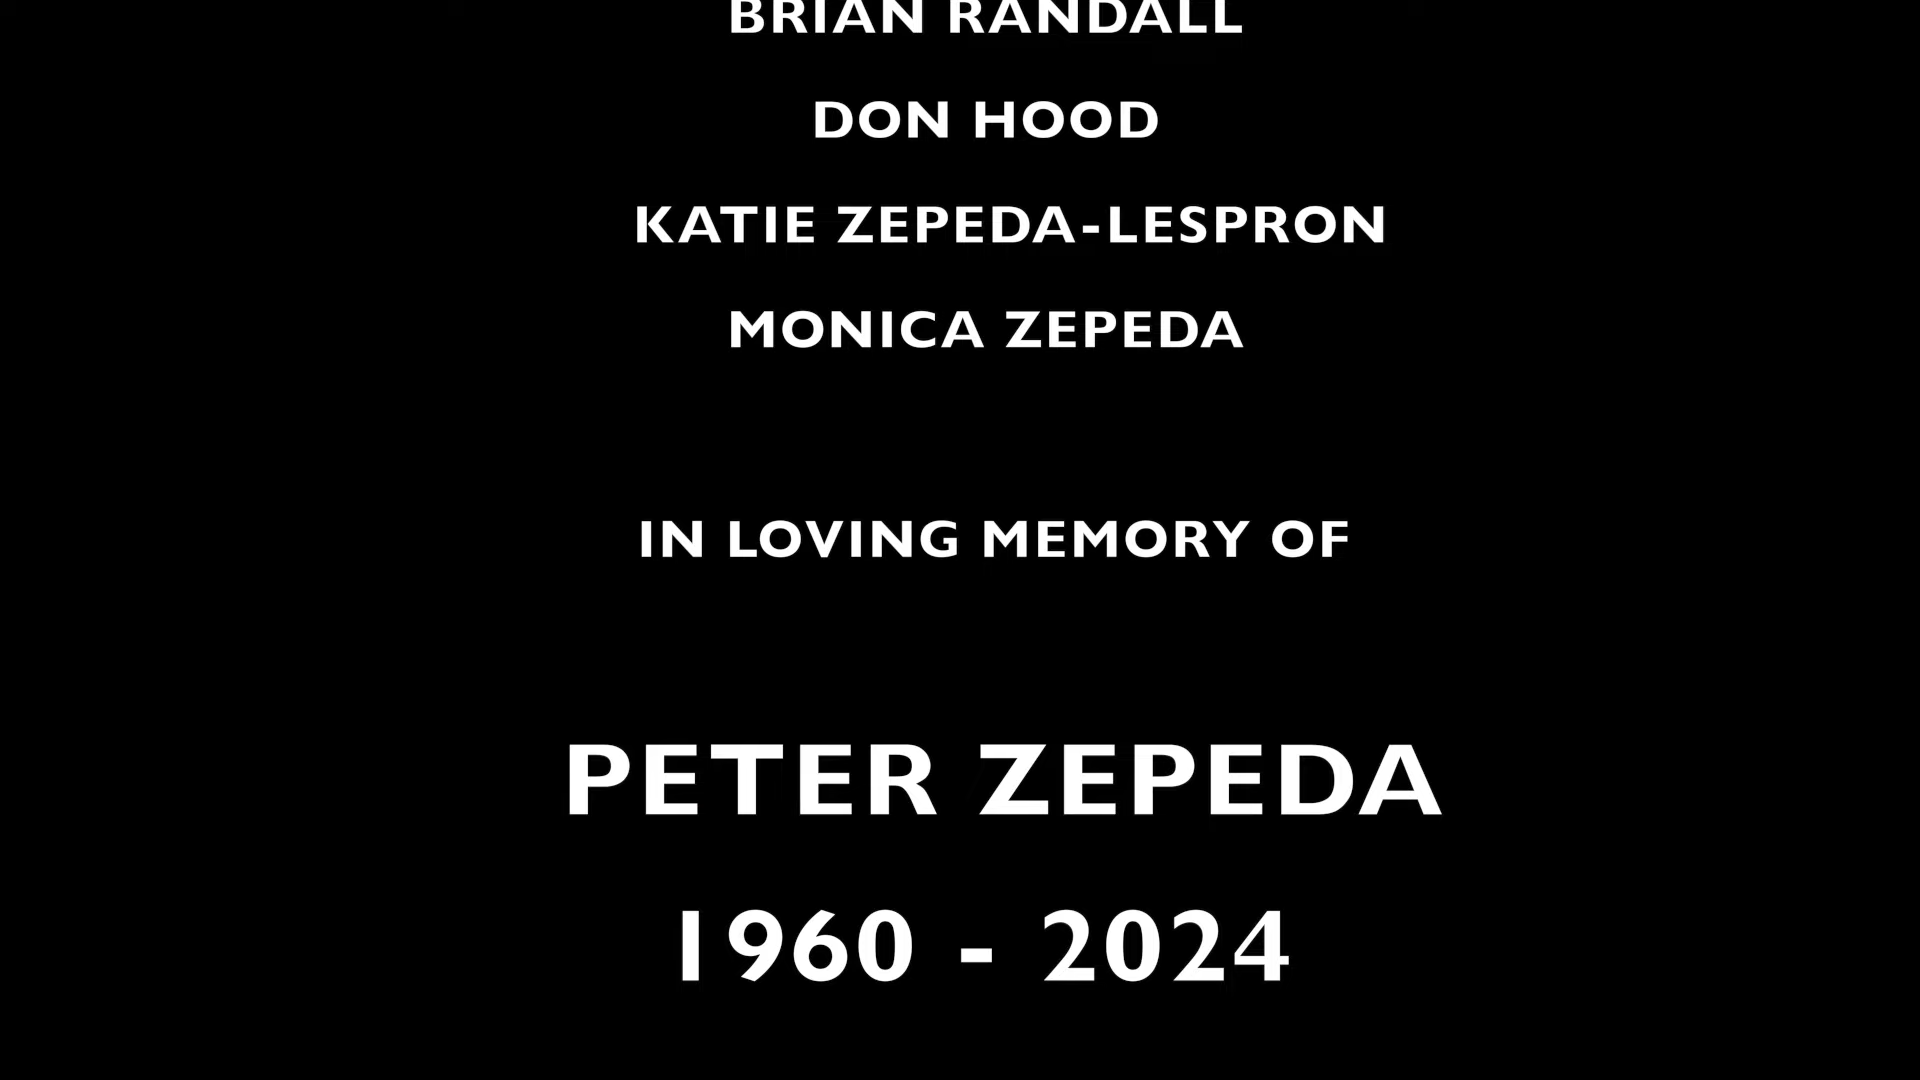 BRIAN RANDALL
DON HOOD
KATIE ZEPEDA-LESPRON
MONICA ZEPEDA
IN LOVING MEMORY OF
PETER ZEPEDA
1960 - 2024